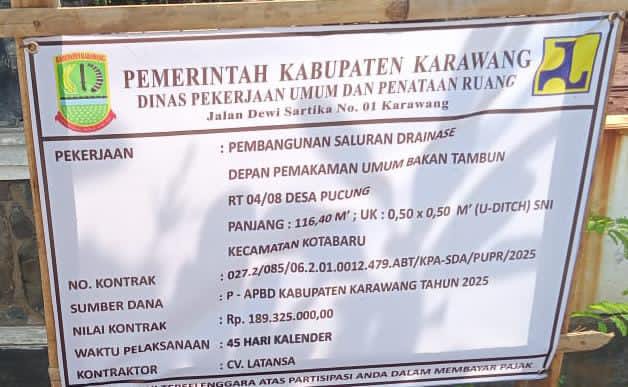 PEMERINTAH KABUPATEN KARAWANG
DINAS PEKERJAAN UMUM DAN PENATAAN RUANG
Jalan Dewi Sartika No. 01 Karawang
PEKERJAAN : PEMBANGUNAN SALURAN DRAINASE
DEPAN PEMAKAMAN UMUM BAKAN TAMBUN
RT 04/08 DESA PUCUNG
PANJANG : 116,40 M' ; UK : 0,50 x 0,50 M' (U-DITCH) SNI
KECAMATAN KOTABARU
NO. KONTRAK : 027.2/085/06.2.01.0012.479.ABT/KPA-SDA/PUPR/2025
SUMBER DANA : P - APBD KABUPATEN KARAWANG TAHUN 2025
NILAI KONTRAK : Rp. 189.325.000,00
WAKTU PELAKSANAAN : 45 HARI KALENDER
KONTRAKTOR : CV. LATANSA
TERSELENGGARA ATAS PARTISIPASI ANDA DALAM MEMBAYAR PAJAK